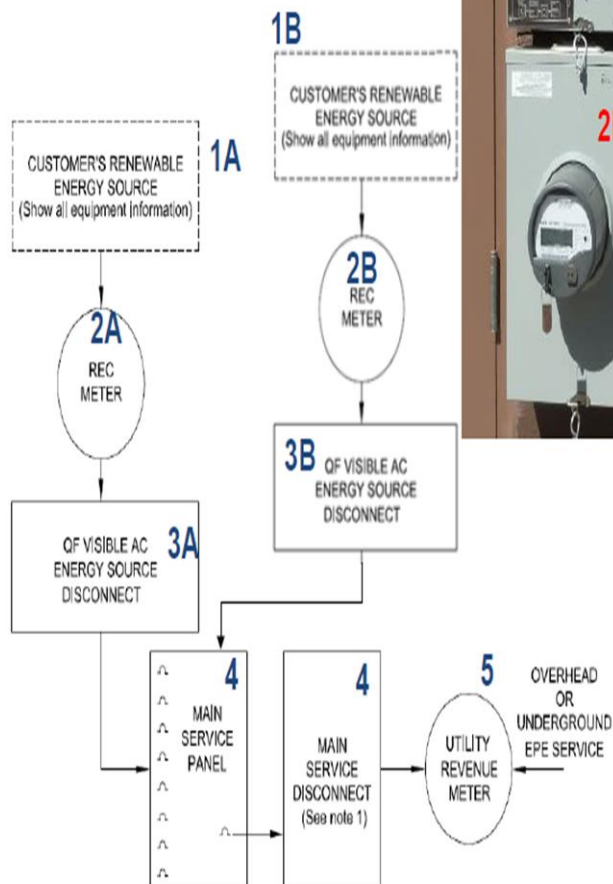 1B
CUSTOMER'S RENEWABLE
ENERGY SOURCE
(Show all equipment information)
2
1A
CUSTOMER'S RENEWABLE
ENERGY SOURCE
(Show all equipment information)
2B
REC
METER
2A
REC
METER
3B
QF VISIBLE AC
ENERGY SOURCE
DISCONNECT
3A
QF VISIBLE AC
ENERGY SOURCE
DISCONNECT
4
MAIN
SERVICE
PANEL
4
MAIN
SERVICE
DISCONNECT
(See note 1)
5
UTILITY
REVENUE
METER
OVERHEAD
OR
UNDERGROUND
EPE SERVICE